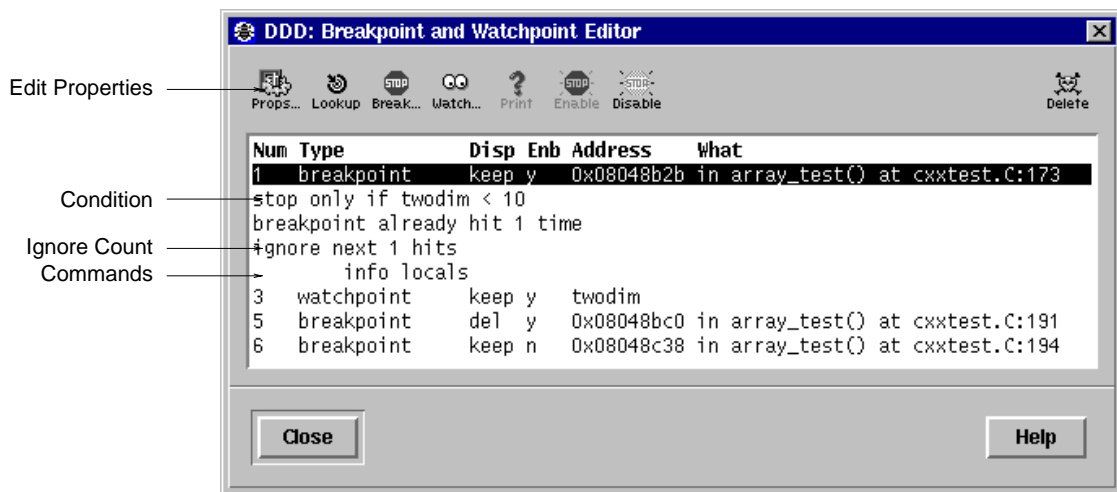 DDD: Breakpoint and Watchpoint Editor
Edit Properties
Props... Lookup Break... Watch... Print Enable Disable Delete
Num Type Disp Enb Address What
1 breakpoint keep y 0x08048b2b in array_test() at cxxtest.C:173
Condition
stop only if twodim < 10
breakpoint already hit 1 time
Ignore Count
ignore next 1 hits
Commands
info locals
3 watchpoint keep y twodim
5 breakpoint del y 0x08048bc0 in array_test() at cxxtest.C:191
6 breakpoint keep n 0x08048c38 in array_test() at cxxtest.C:194
Close Help